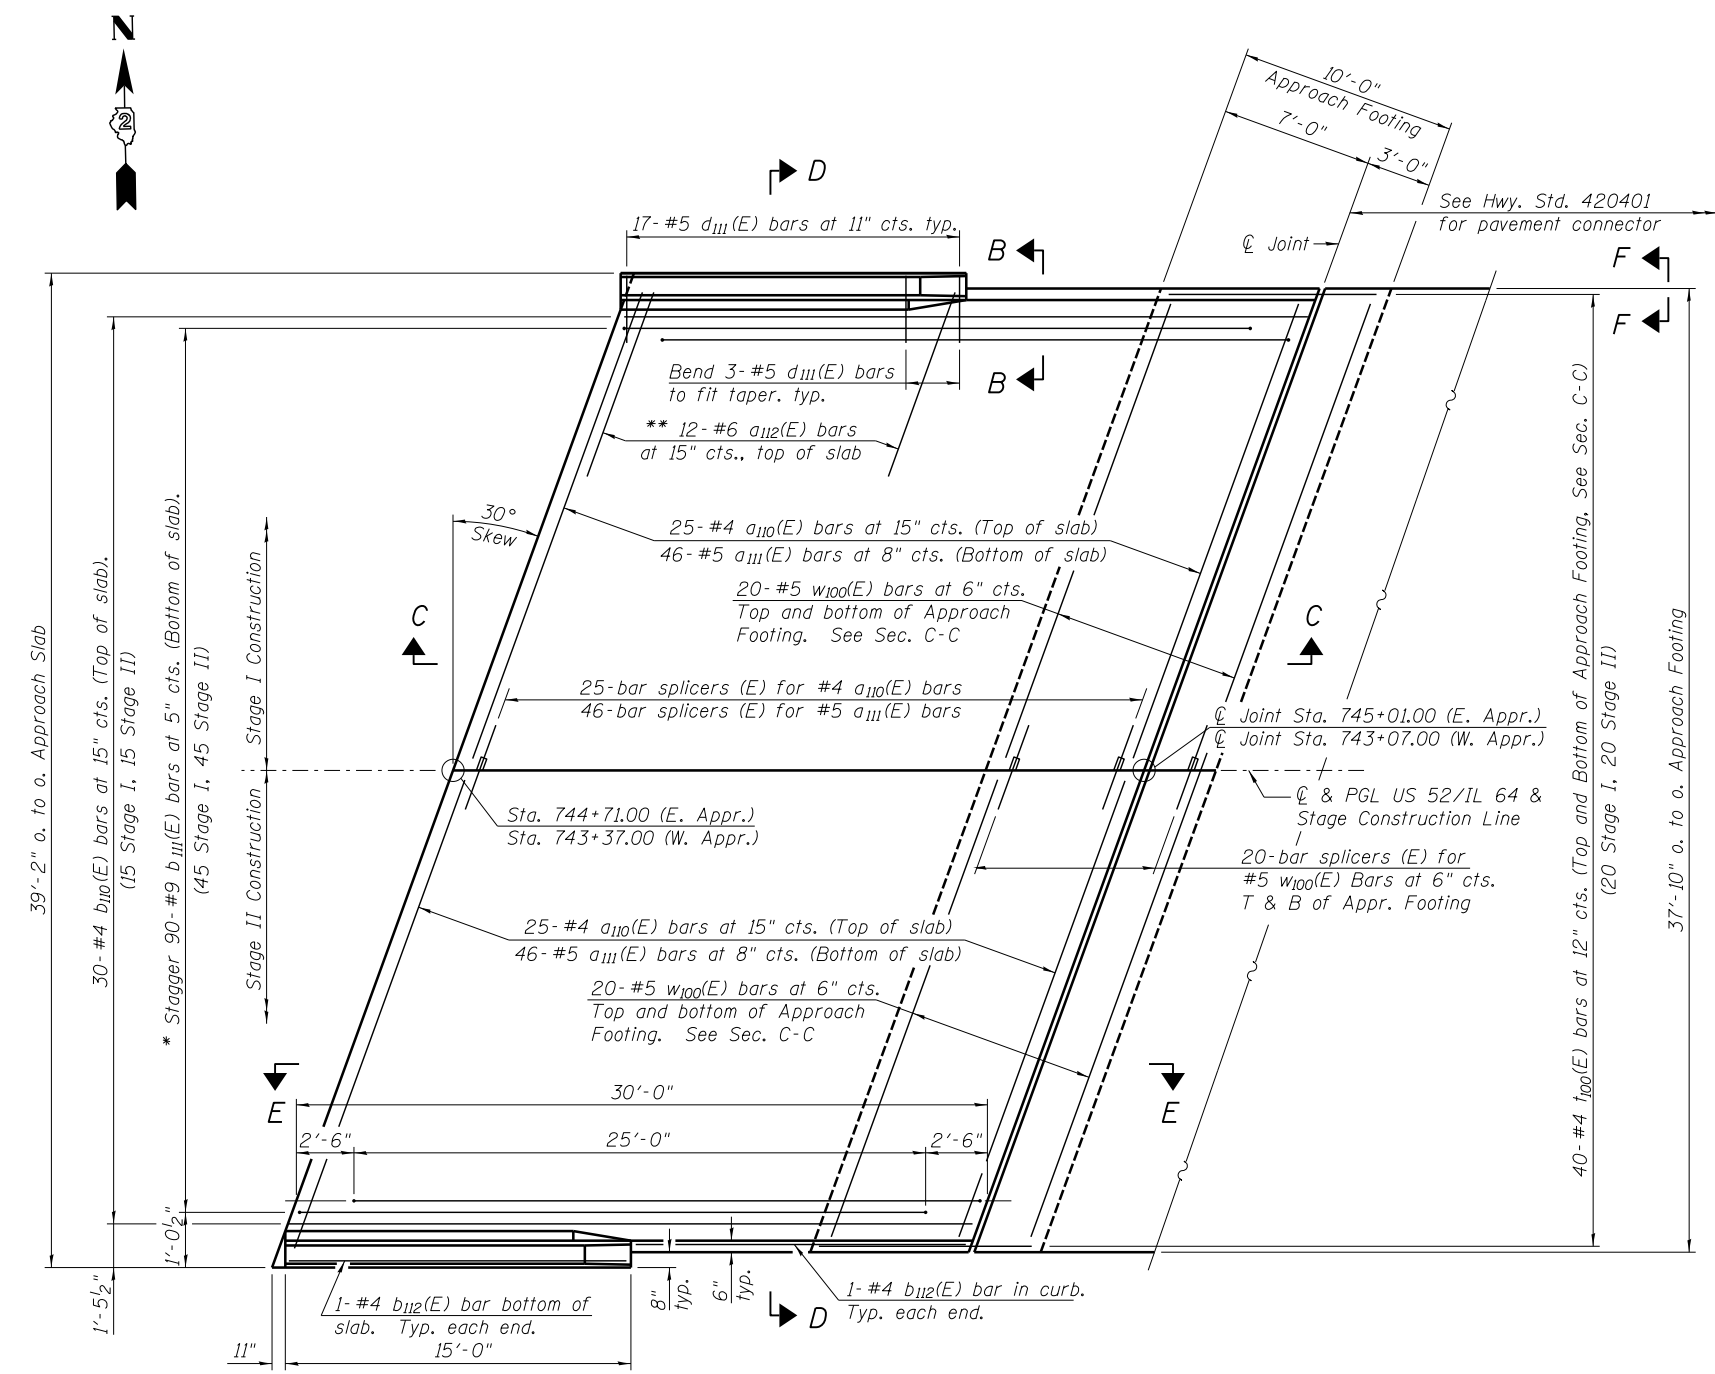 N
2
10'-0"
Approach Footing
7'-0"
3'-0"
See Hwy. Std. 420401
for pavement connector
℄ Joint
D
17-#5 d111(E) bars at 11" cts. typ.
B
F
F
Bend 3-#5 d111(E) bars
to fit taper. typ.
B
** 12-#6 a112(E) bars
at 15" cts., top of slab
30°
Skew
25-#4 a110(E) bars at 15" cts. (Top of slab)
46-#5 a111(E) bars at 8" cts. (Bottom of slab)
20-#5 w100(E) bars at 6" cts.
Top and bottom of Approach
Footing. See Sec. C-C
C
C
25-bar splicers (E) for #4 a110(E) bars
46-bar splicers (E) for #5 a111(E) bars
℄ Joint Sta. 745+01.00 (E. Appr.)
℄ Joint Sta. 743+07.00 (W. Appr.)
Sta. 744+71.00 (E. Appr.)
Sta. 743+37.00 (W. Appr.)
℄ & PGL US 52/IL 64 &
Stage Construction Line
20-bar splicers (E) for
#5 w100(E) Bars at 6" cts.
T & B of Appr. Footing
25-#4 a110(E) bars at 15" cts. (Top of slab)
46-#5 a111(E) bars at 8" cts. (Bottom of slab)
20-#5 w100(E) bars at 6" cts.
Top and bottom of Approach
Footing. See Sec. C-C
E
E
30'-0"
2'-6"
25'-0"
2'-6"
39'-2" o. to o. Approach Slab
30-#4 b110(E) bars at 15" cts. (Top of slab).
(15 Stage I, 15 Stage II)
* Stagger 90-#9 b111(E) bars at 5" cts. (Bottom of slab).
(45 Stage I, 45 Stage II)
Stage I Construction
Stage II Construction
40-#4 t100(E) bars at 12" cts. (Top and Bottom of Approach Footing, See Sec. C-C)
(20 Stage I, 20 Stage II)
37'-10" o. to o. Approach Footing
1'-0½"
1'-5½"
1-#4 b112(E) bar bottom of
slab. Typ. each end.
11"
15'-0"
8"
typ.
6"
typ.
D
1-#4 b112(E) bar in curb.
Typ. each end.